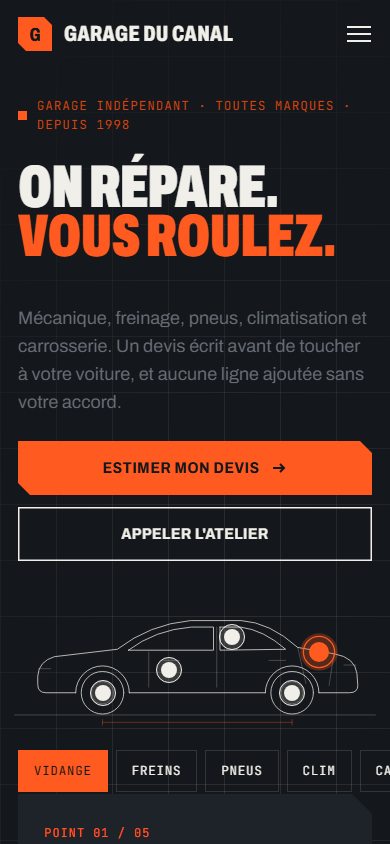 G GARAGE DU CANAL
GARAGE INDÉPENDANT · TOUTES MARQUES ·
DEPUIS 1998
ON RÉPARE.
VOUS ROULEZ.
Mécanique, freinage, pneus, climatisation et
carrosserie. Un devis écrit avant de toucher
à votre voiture, et aucune ligne ajoutée sans
votre accord.
ESTIMER MON DEVIS →
APPELER L'ATELIER
VIDANGE FREINS PNEUS CLIM CA
POINT 01 / 05